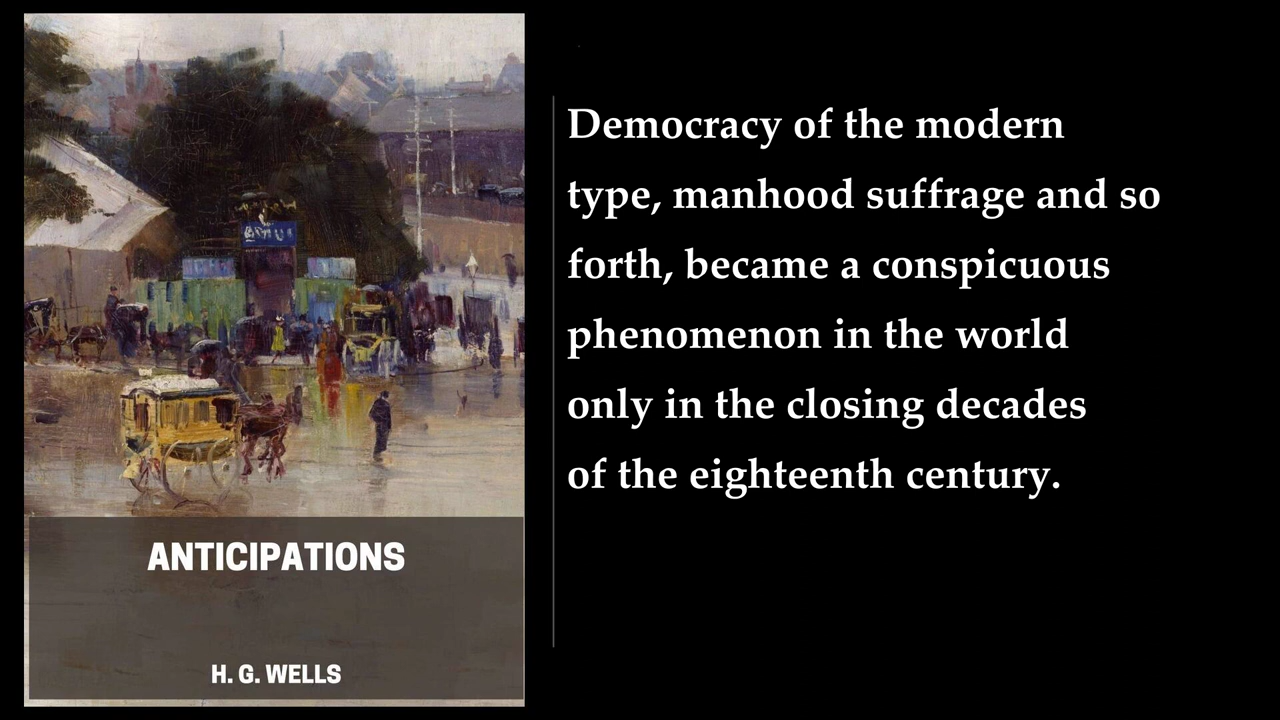 ANTICIPATIONS
H. G. WELLS
Democracy of the modern
type, manhood suffrage and so
forth, became a conspicuous
phenomenon in the world
only in the closing decades
of the eighteenth century.